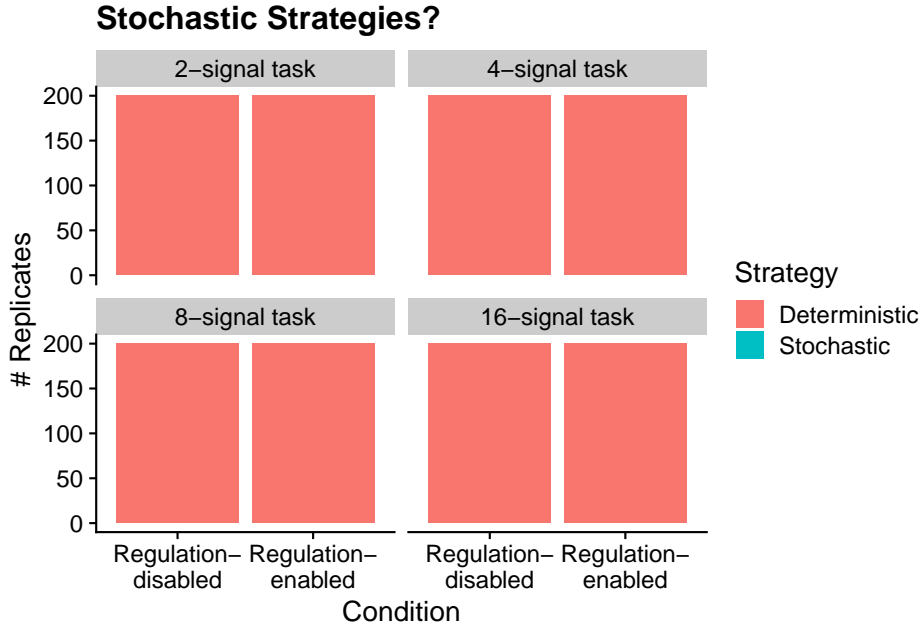 Stochastic Strategies?
2−signal task
4−signal task
200
150
100
50
0
8−signal task
16−signal task
200
150
100
50
0
# Replicates
Regulation−
disabled
Regulation−
enabled
Regulation−
disabled
Regulation−
enabled
Condition
Strategy
Deterministic
Stochastic